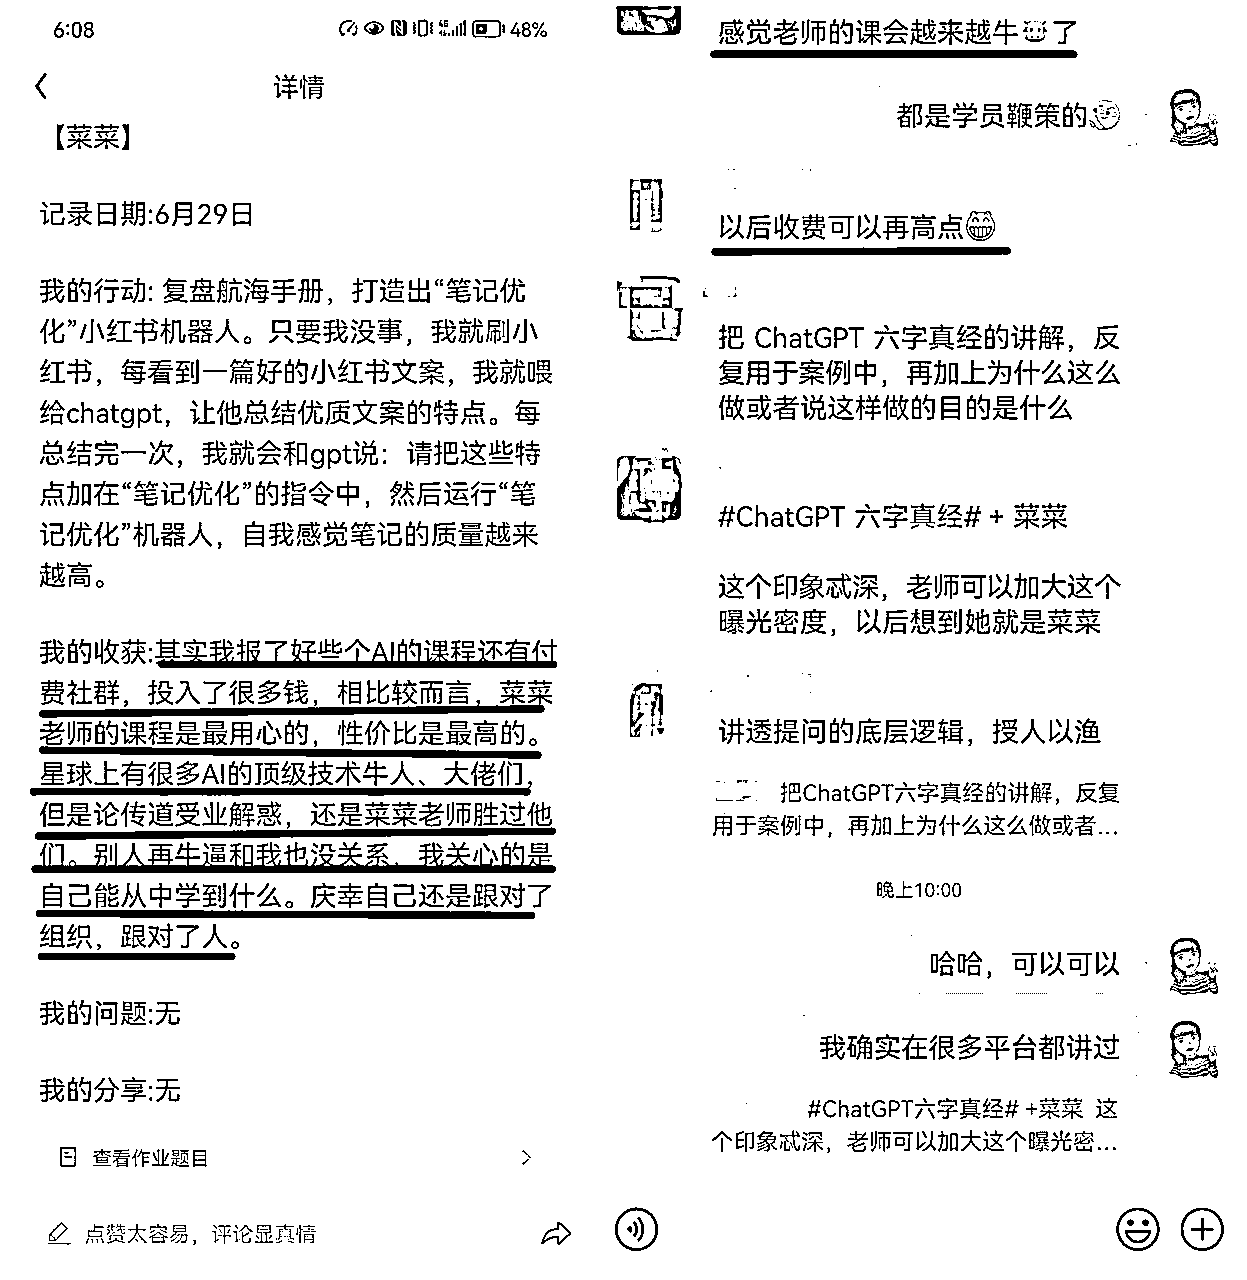 6:08
48%
详情
【菜菜】
记录日期:6月29日
我的行动: 复盘航海手册，打造出“笔记优
化”小红书机器人。只要我没事，我就刷小
红书，每看到一篇好的小红书文案，我就喂
给chatgpt，让他总结优质文案的特点。每
总结完一次，我就会和gpt说：请把这些特
点加在“笔记优化”的指令中，然后运行“笔
记优化”机器人，自我感觉笔记的质量越来
越高。
我的收获:其实我报了好些个AI的课程还有付
费社群，投入了很多钱，相比较而言，菜菜
老师的课程是最用心的，性价比是最高的。
星球上有很多AI的顶级技术牛人、大佬们，
但是论传道受业解惑，还是菜菜老师胜过他
们。别人再牛逼和我也没关系，我关心的是
自己能从中学到什么。庆幸自己还是跟对了
组织，跟对了人。
我的问题:无
我的分享:无
查看作业题目
点赞太容易，评论显真情
感觉老师的课会越来越牛🐮了
都是学员鞭策的
以后收费可以再高点😁
把 ChatGPT 六字真经的讲解，反
复用于案例中，再加上为什么这么
做或者说这样做的目的是什么
#ChatGPT 六字真经# + 菜菜
这个印象忒深，老师可以加大这个
曝光密度，以后想到她就是菜菜
讲透提问的底层逻辑，授人以渔
把ChatGPT六字真经的讲解，反复
用于案例中，再加上为什么这么做或者...
晚上10:00
哈哈，可以可以
我确实在很多平台都讲过
#ChatGPT六字真经# +菜菜 这
个印象忒深，老师可以加大这个曝光密...